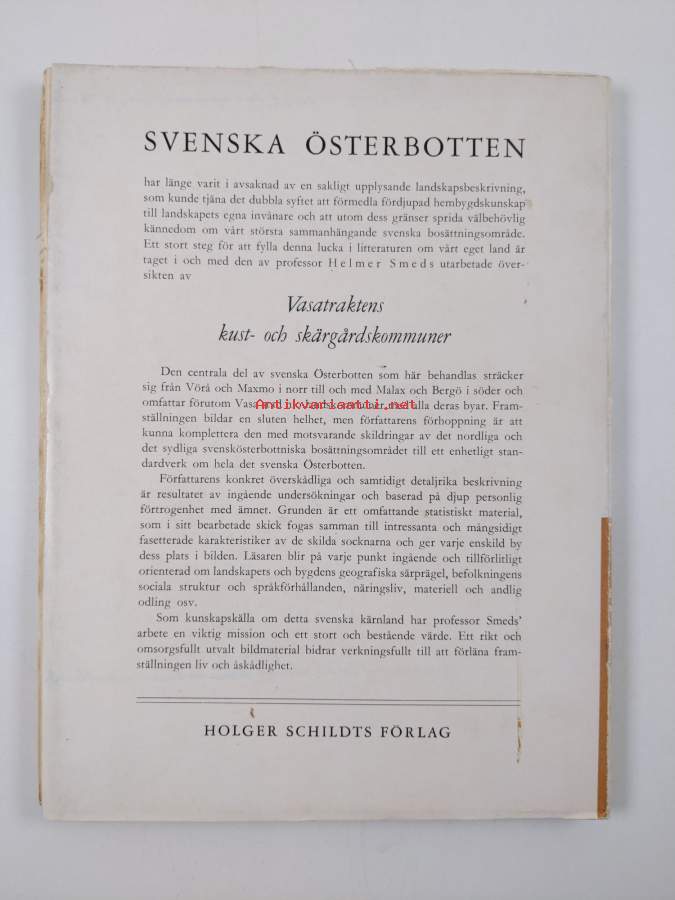 SVENSKA ÖSTERBOTTEN
har länge varit i avsaknad av en sakligt upplysande landskapsbeskrivning,
som kunde tjäna det dubbla syftet att förmedla fördjupad hembygdskunskap
till landskapets egna invånare och att utom dess gränser sprida välbehövlig
kännedom om vårt största sammanhängande svenska bosättningsområde.
Ett stort steg för att fylla denna lucka i litteraturen om vårt eget land är
taget i och med den av professor Helmer Smeds utarbetade över-
sikten av
Vasatraktens
kust- och skärgårdskommuner
Den centrala del av svenska Österbotten som här behandlas sträcker
sig från Vörå och Maxmo i norr till och med Malax och Bergö i söder och
omfattar förutom Vasa alla deras byar. Fram-
Antikvariaatti.net
ställningen bildar en sluten helhet, men författarens förhoppning är att
kunna komplettera den med motsvarande skildringar av det nordliga och
det sydliga svenskösterbottniska bosättningsområdet till ett enhetligt stan-
dardverk om hela det svenska Österbotten.
Författarens konkret överskådliga och samtidigt detaljrika beskrivning
är resultatet av ingående undersökningar och baserad på djup personlig
förtrogenhet med ämnet. Grunden är ett omfattande statistiskt material,
som i sitt bearbetade skick fogas samman till intressanta och mångsidigt
fasetterade karakteristiker av de skilda socknarna och ger varje enskild by
dess plats i bilden. Läsaren blir på varje punkt ingående och tillförlitligt
orienterad om landskapets och bygdens geografiska särprägel, befolkningens
sociala struktur och språkförhållanden, näringsliv, materiell och andlig
odling osv.
Som kunskapskälla om detta svenska kärnland har professor Smeds'
arbete en viktig mission och ett stort och bestående värde. Ett rikt och
omsorgsfullt utvalt bildmaterial bidrar verkningsfullt till att förläna fram-
ställningen liv och åskådlighet.
HOLGER SCHILDTS FÖRLAG